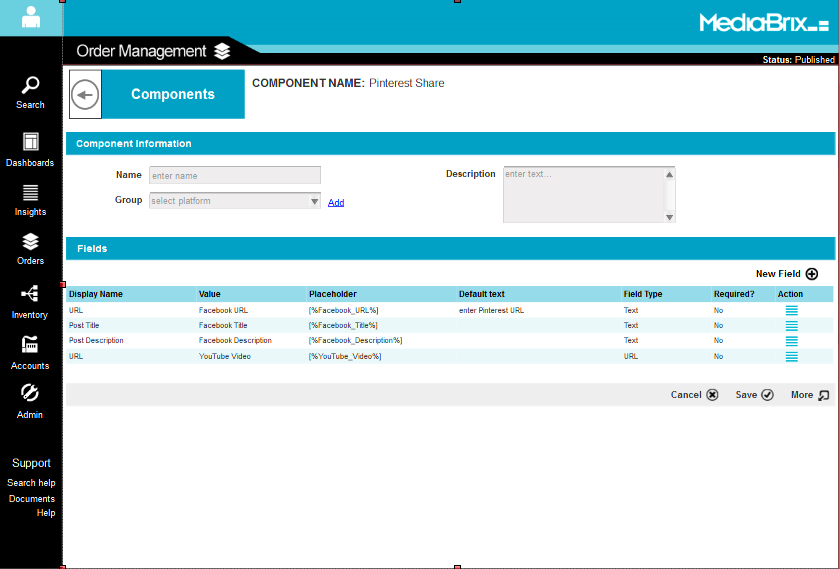 MediaBrix
Order Management
Status: Published
Search
Dashboards
Insights
Orders
Inventory
Accounts
Admin
Support
Search help
Documents
Help
Components
COMPONENT NAME: Pinterest Share
Component Information
Name enter name
Description enter text...
Group select platform Add
Fields
New Field
Display Name Value Placeholder Default text Field Type Required? Action
URL Facebook URL [%Facebook_URL%] enter Pinterest URL Text No
Post Title Facebook Title [%Facebook_Title%] Text No
Post Description Facebook Description [%Facebook_Description%] Text No
URL YouTube Video [%YouTube_Video%] URL No
Cancel Save More